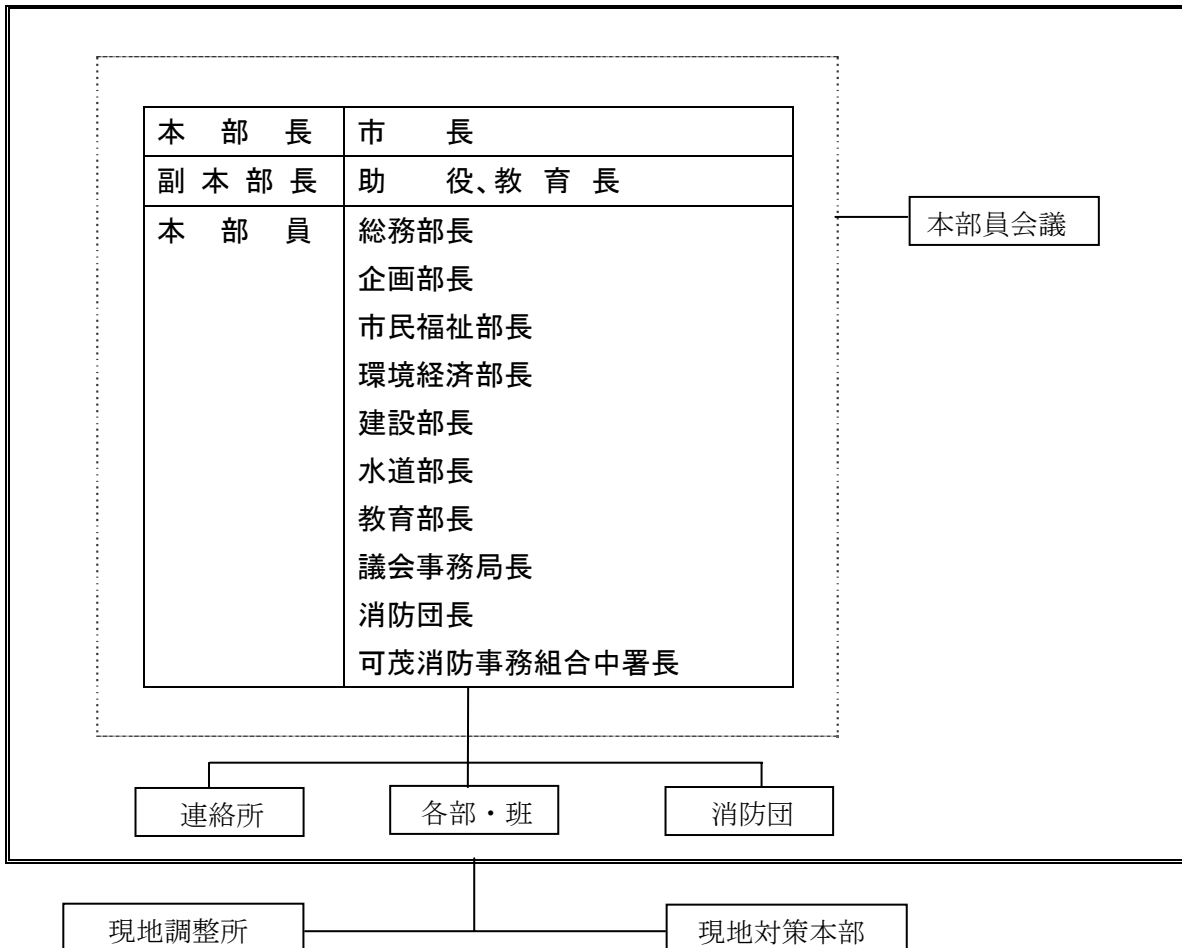 本部長 市長
副本部長 助役、教育長
本部員 総務部長
本部員会議
企画部長
市民福祉部長
環境経済部長
建設部長
水道部長
教育部長
議会事務局長
消防団長
可茂消防事務組合中署長
連絡所 各部・班 消防団
現地調整所 現地対策本部